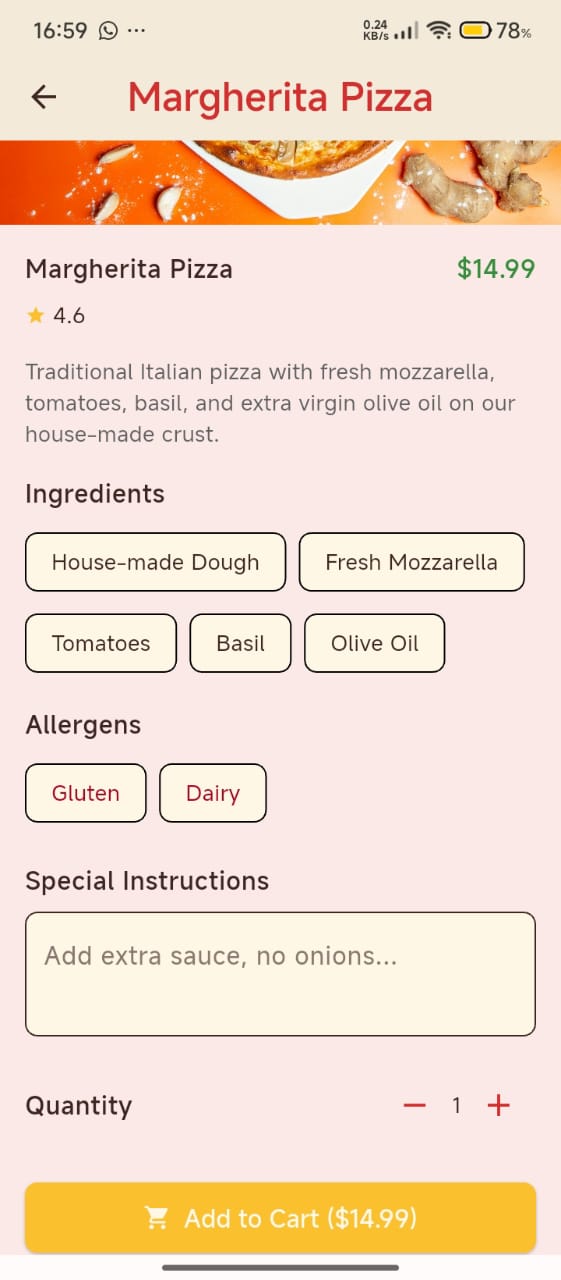 16:59 ... 0.24 KB/s 78%
Margherita Pizza
Margherita Pizza $14.99
4.6
Traditional Italian pizza with fresh mozzarella,
tomatoes, basil, and extra virgin olive oil on our
house-made crust.
Ingredients
House-made Dough Fresh Mozzarella
Tomatoes Basil Olive Oil
Allergens
Gluten Dairy
Special Instructions
Add extra sauce, no onions...
Quantity 1
Add to Cart ($14.99)